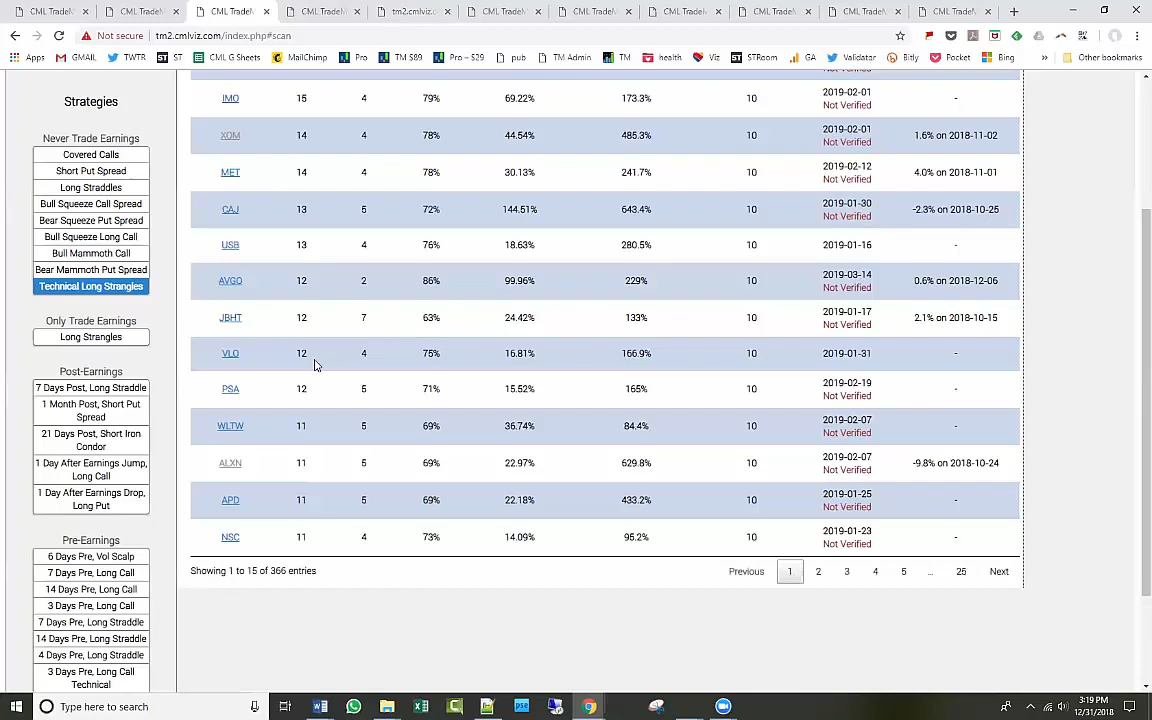 CML TradeM
CML TradeM
CML TradeM
CML TradeM
tm2.cmlviz.co
CML TradeM
CML TradeM
CML TradeM
CML TradeM
CML TradeM
CML TradeM
Not secure tm2.cmlviz.com/index.php#scan
Apps GMAIL TWTR ST CML G Sheets MailChimp Pro TM $89 Pro – $29 pub TM Admin TM health Viz STRoom GA Validator Bitly Pocket Bing » Other bookmarks
Strategies
Never Trade Earnings
Covered Calls
Short Put Spread
Long Straddles
Bull Squeeze Call Spread
Bear Squeeze Put Spread
Bull Squeeze Long Call
Bull Mammoth Call
Bear Mammoth Put Spread
Technical Long Strangles
Only Trade Earnings
Long Strangles
Post-Earnings
7 Days Post, Long Straddle
1 Month Post, Short Put
Spread
21 Days Post, Short Iron
Condor
1 Day After Earnings Jump,
Long Call
1 Day After Earnings Drop,
Long Put
Pre-Earnings
6 Days Pre, Vol Scalp
7 Days Pre, Long Call
14 Days Pre, Long Call
3 Days Pre, Long Call
7 Days Pre, Long Straddle
14 Days Pre, Long Straddle
4 Days Pre, Long Straddle
3 Days Pre, Long Call
Technical
Not Verified
IMO 15 4 79% 69.22% 173.3% 10 2019-02-01 -
Not Verified
XOM 14 4 78% 44.54% 485.3% 10 2019-02-01 1.6% on 2018-11-02
Not Verified
MET 14 4 78% 30.13% 241.7% 10 2019-02-12 4.0% on 2018-11-01
Not Verified
CAJ 13 5 72% 144.51% 643.4% 10 2019-01-30 -2.3% on 2018-10-25
Not Verified
USB 13 4 76% 18.63% 280.5% 10 2019-01-16 -
AVGO 12 2 86% 99.96% 229% 10 2019-03-14 0.6% on 2018-12-06
Not Verified
JBHT 12 7 63% 24.42% 133% 10 2019-01-17 2.1% on 2018-10-15
Not Verified
VLO 12 4 75% 16.81% 166.9% 10 2019-01-31 -
PSA 12 5 71% 15.52% 165% 10 2019-02-19 -
Not Verified
WLTW 11 5 69% 36.74% 84.4% 10 2019-02-07 -
Not Verified
ALXN 11 5 69% 22.97% 629.8% 10 2019-02-07 -9.8% on 2018-10-24
Not Verified
APD 11 5 69% 22.18% 433.2% 10 2019-01-25 -
Not Verified
NSC 11 4 73% 14.09% 95.2% 10 2019-01-23 -
Not Verified
Showing 1 to 15 of 366 entries Previous 1 2 3 4 5 … 25 Next
Type here to search
pse
3:19 PM
12/31/2018